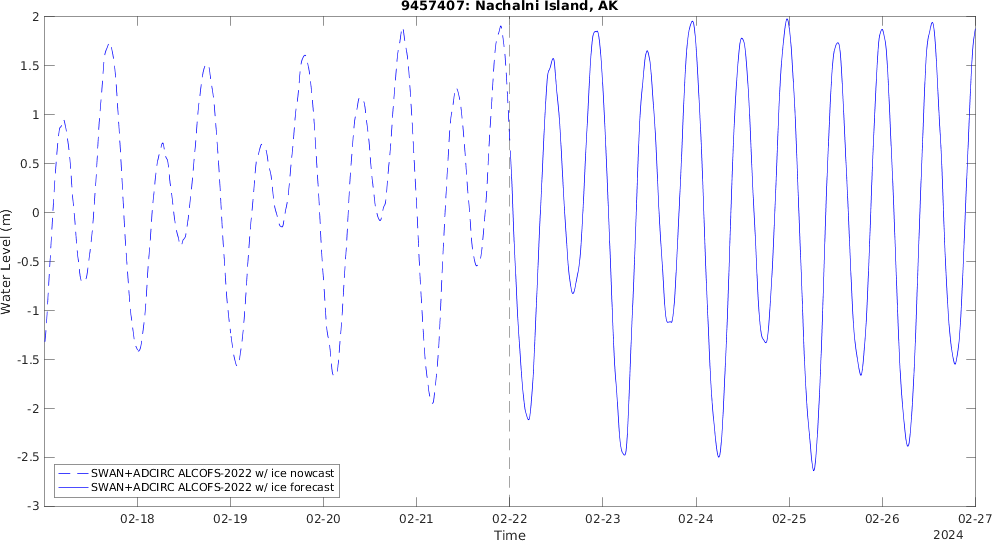 9457407: Nachalni Island, AK
Water Level (m)
2
1.5
1
0.5
0
-0.5
-1
-1.5
-2
-2.5
-3
SWAN+ADCIRC ALCOFS-2022 w/ ice nowcast
SWAN+ADCIRC ALCOFS-2022 w/ ice forecast
02-18 02-19 02-20 02-21 02-22 02-23 02-24 02-25 02-26 02-27
Time
2024